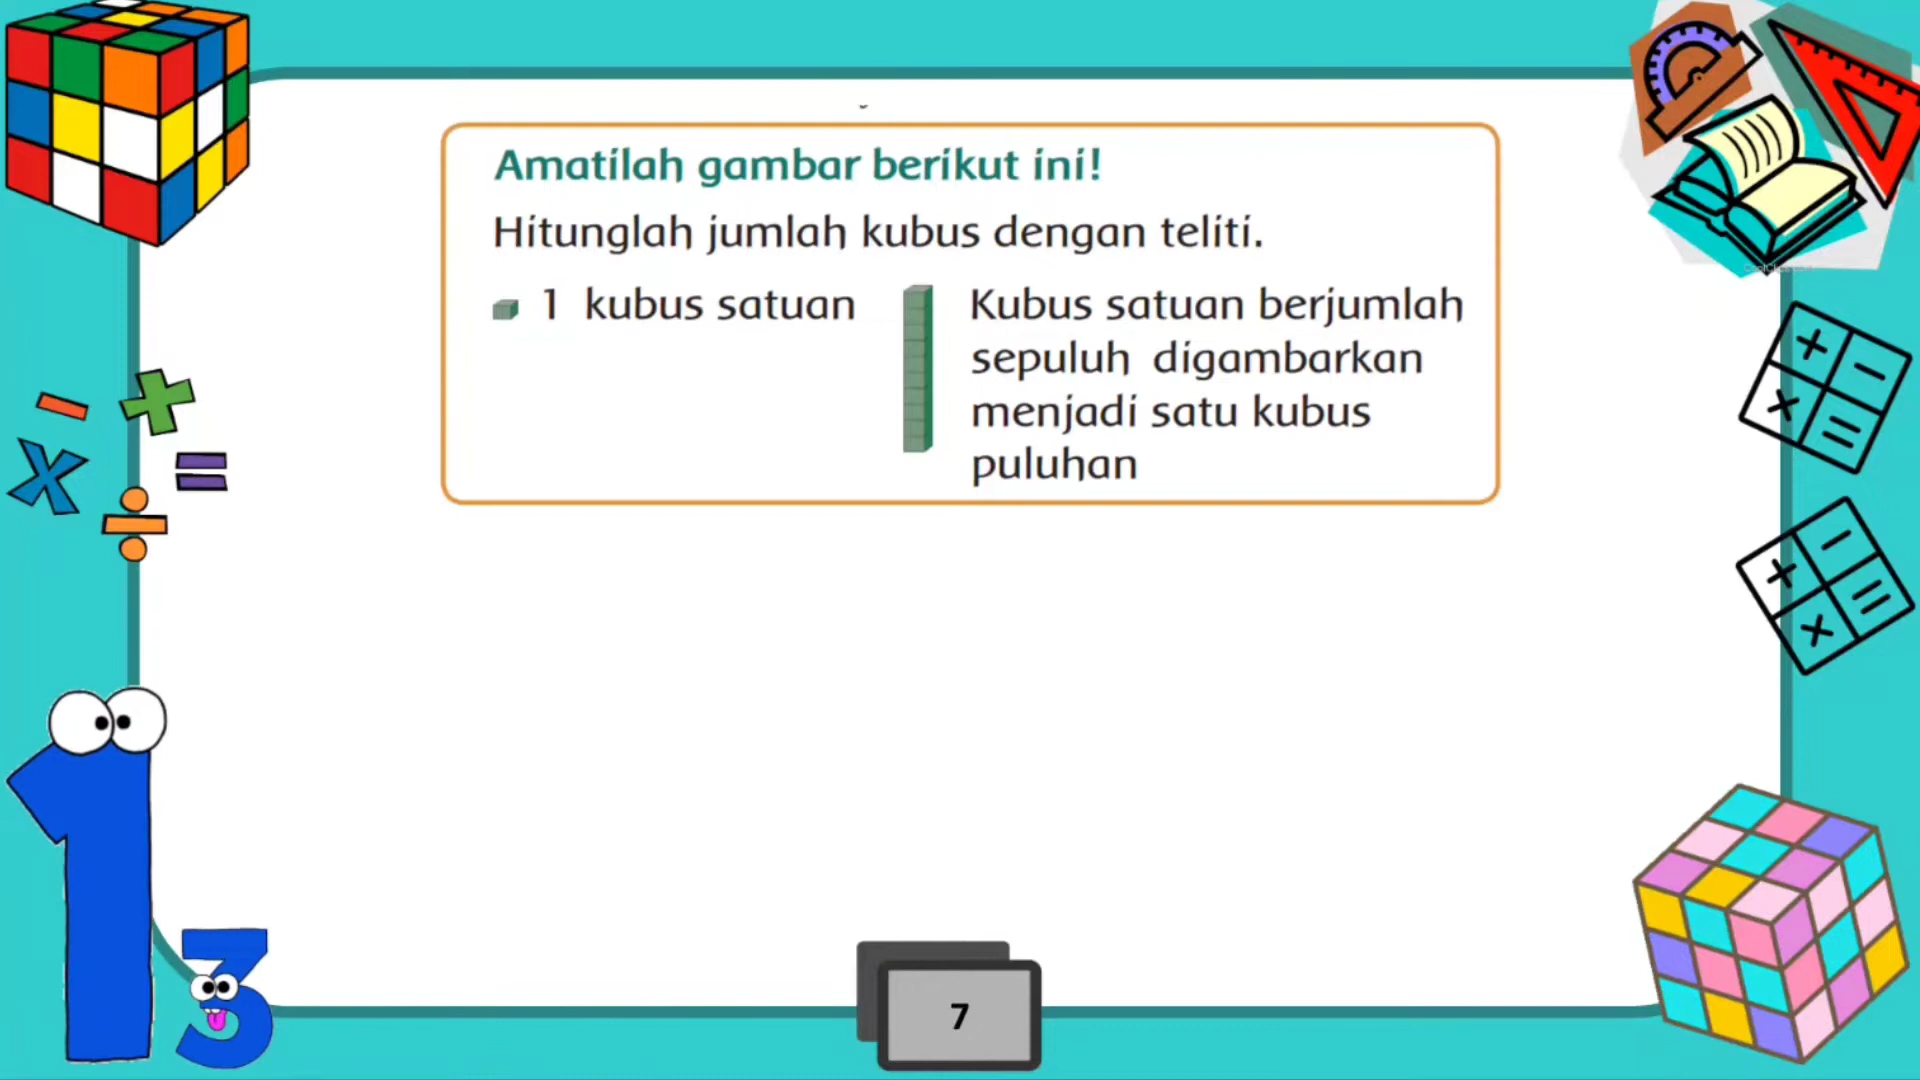 Amatilah gambar berikut ini!
Hitunglah jumlah kubus dengan teliti.
1 kubus satuan
Kubus satuan berjumlah
sepuluh digambarkan
menjadi satu kubus
puluhan
7